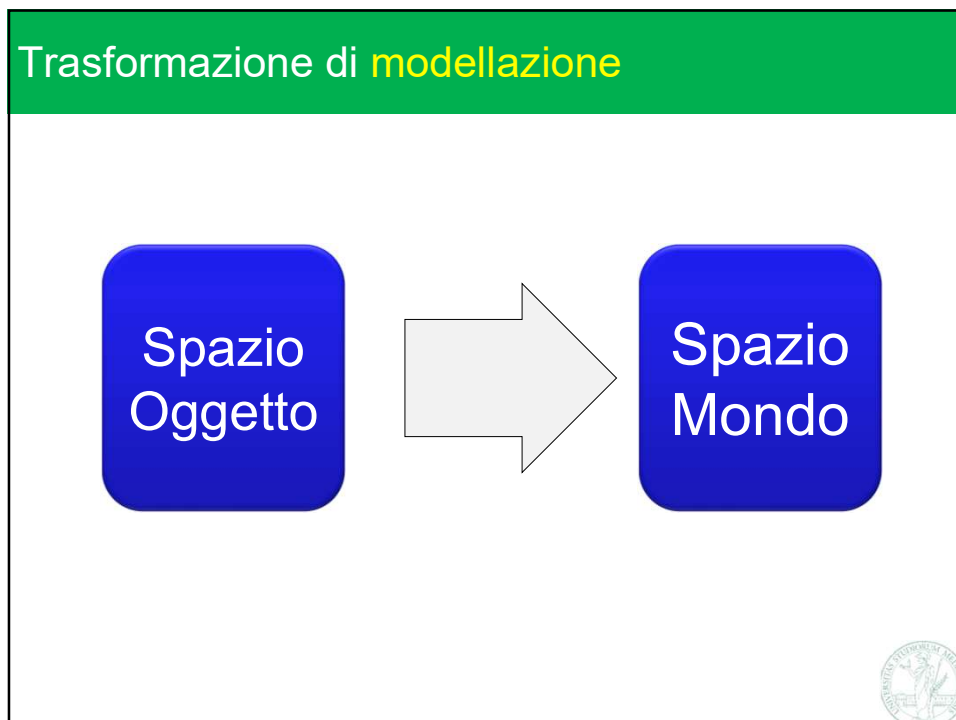 Trasformazione di modellazione
Spazio
Oggetto
Spazio
Mondo